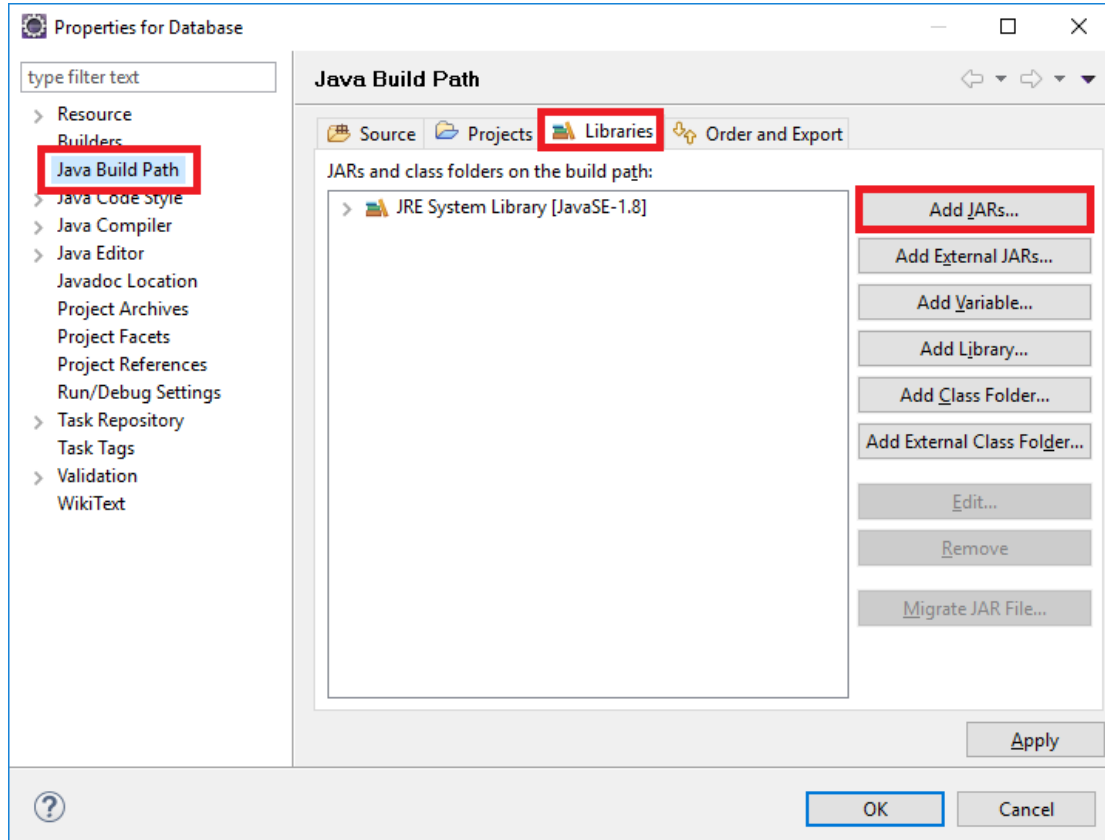 Properties for Database
type filter text
Resource
Builders
Java Build Path
Java Code Style
Java Compiler
Java Editor
Javadoc Location
Project Archives
Project Facets
Project References
Run/Debug Settings
Task Repository
Task Tags
Validation
WikiText
Java Build Path
Source Projects Libraries Order and Export
JARs and class folders on the build path:
JRE System Library [JavaSE-1.8]
Add JARs...
Add External JARs...
Add Variable...
Add Library...
Add Class Folder...
Add External Class Folder...
Edit...
Remove
Migrate JAR File...
Apply
?
OK Cancel